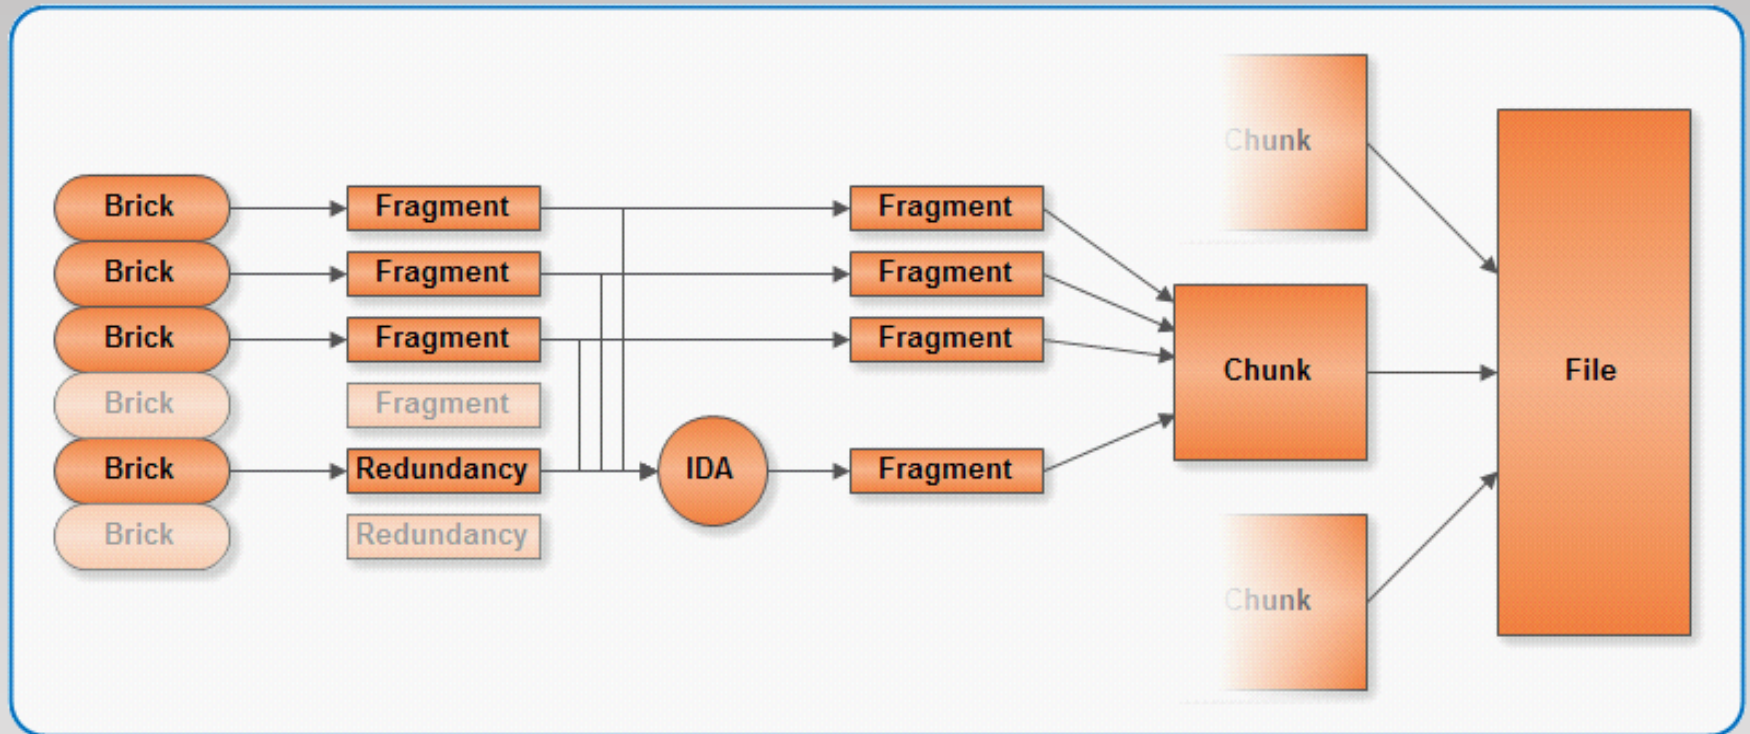 Chunk
Brick Fragment Fragment
Brick Fragment Fragment
Brick Fragment Fragment
Chunk File
Brick Fragment
Brick Redundancy IDA Fragment
Brick Redundancy
Chunk